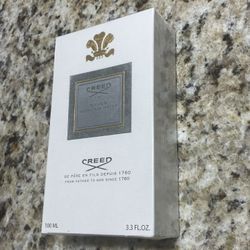 CREED
CREED
DE PÈRE EN FILS DEPUIS 1760
FROM FATHER TO SON SINCE 1760
100 ML
3.3 FL.OZ.